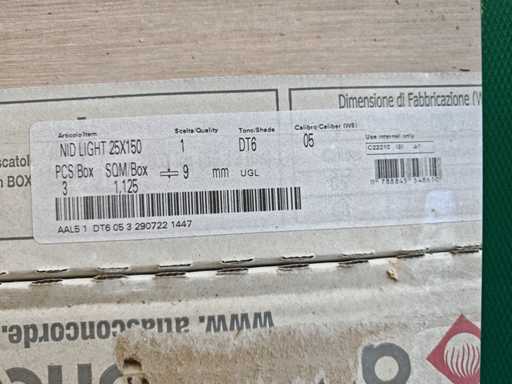 Dimensione di Fabbricazione (W
Articolo/Item Scelta/Quality Tono/Shade Calibro/Caliber (WS)
NID LIGHT 25X150 1 DT6 05
Use internal only
PCS/Box SQM/Box 9 mm UGL
3 1,125
scatol
n BOX
AAL5 1 DT6 05 3 290722 1447
www.atlasconcorde.